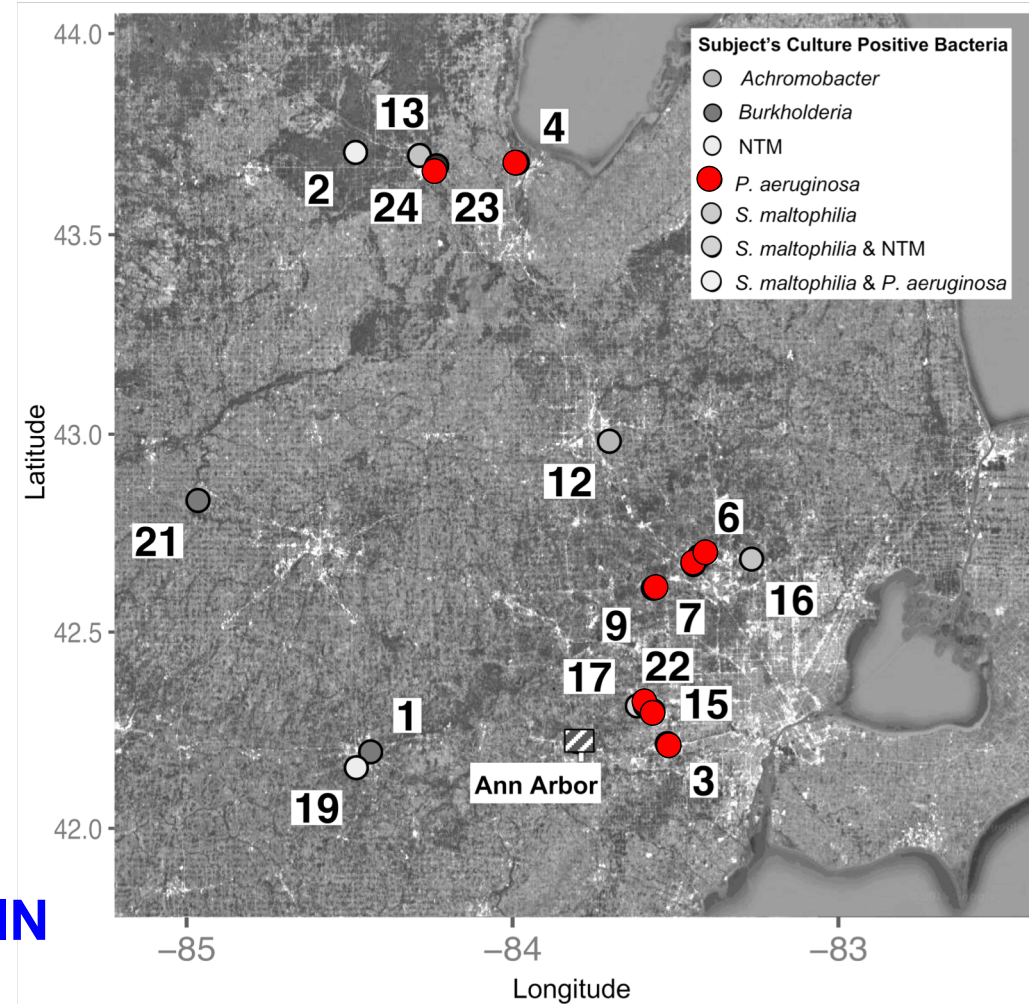 44.0
43.5
43.0
42.5
42.0
Latitude
−85
−84
−83
Longitude
Subject's Culture Positive Bacteria
Achromobacter
Burkholderia
NTM
P. aeruginosa
S. maltophilia
S. maltophilia & NTM
S. maltophilia & P. aeruginosa
13
4
2
24
23
12
21
6
16
7
9
22
17
15
1
Ann Arbor
3
19
IN